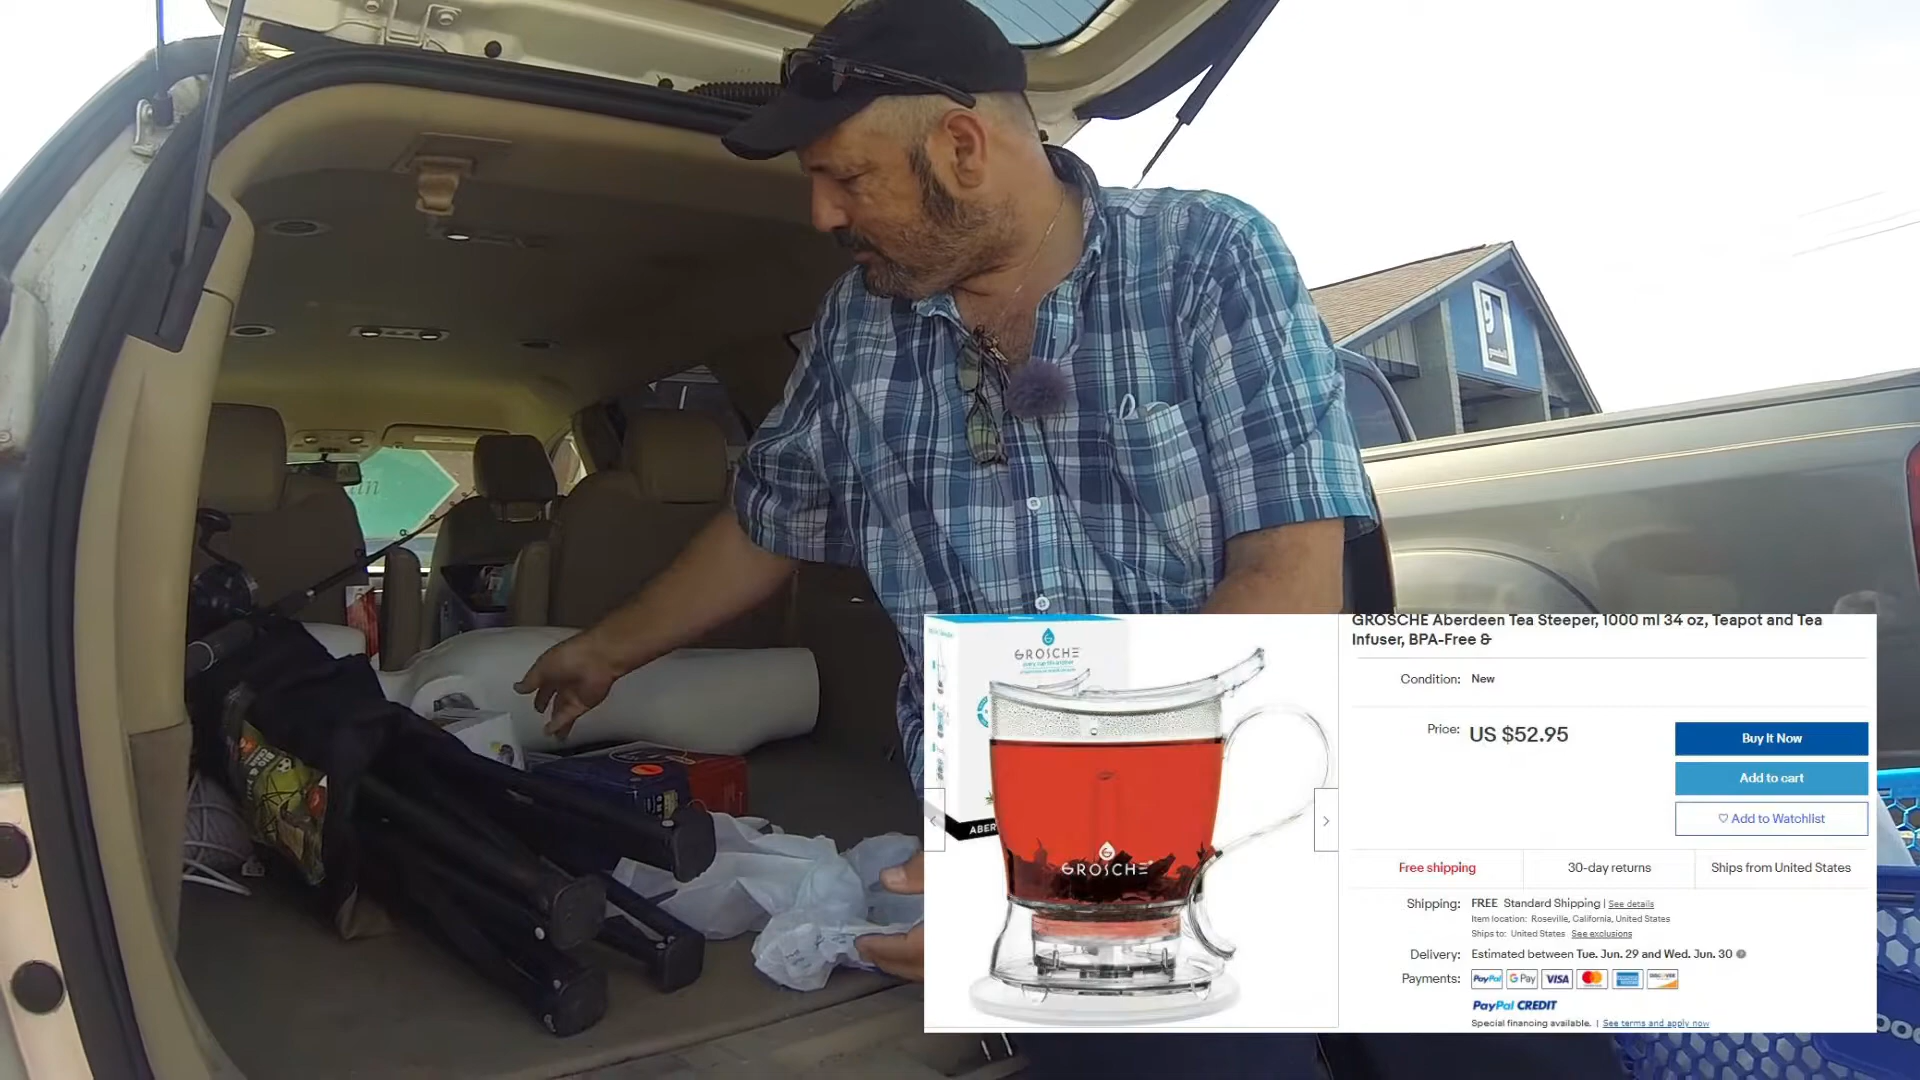 g
goodwill
GROSCHE
ABER
GROSCHE
GROSCHE Aberdeen Tea Steeper, 1000 ml 34 oz, Teapot and Tea
Infuser, BPA-Free &
Condition: New
Price: US $52.95
Buy It Now
Add to cart
♡ Add to Watchlist
Free shipping
30-day returns
Ships from United States
Shipping: FREE Standard Shipping | See details
Item location: Roseville, California, United States
Ships to: United States See exclusions
Delivery: Estimated between Tue. Jun. 29 and Wed. Jun. 30
Payments: PayPal G Pay VISA
PayPal CREDIT
Special financing available. | See terms and apply now